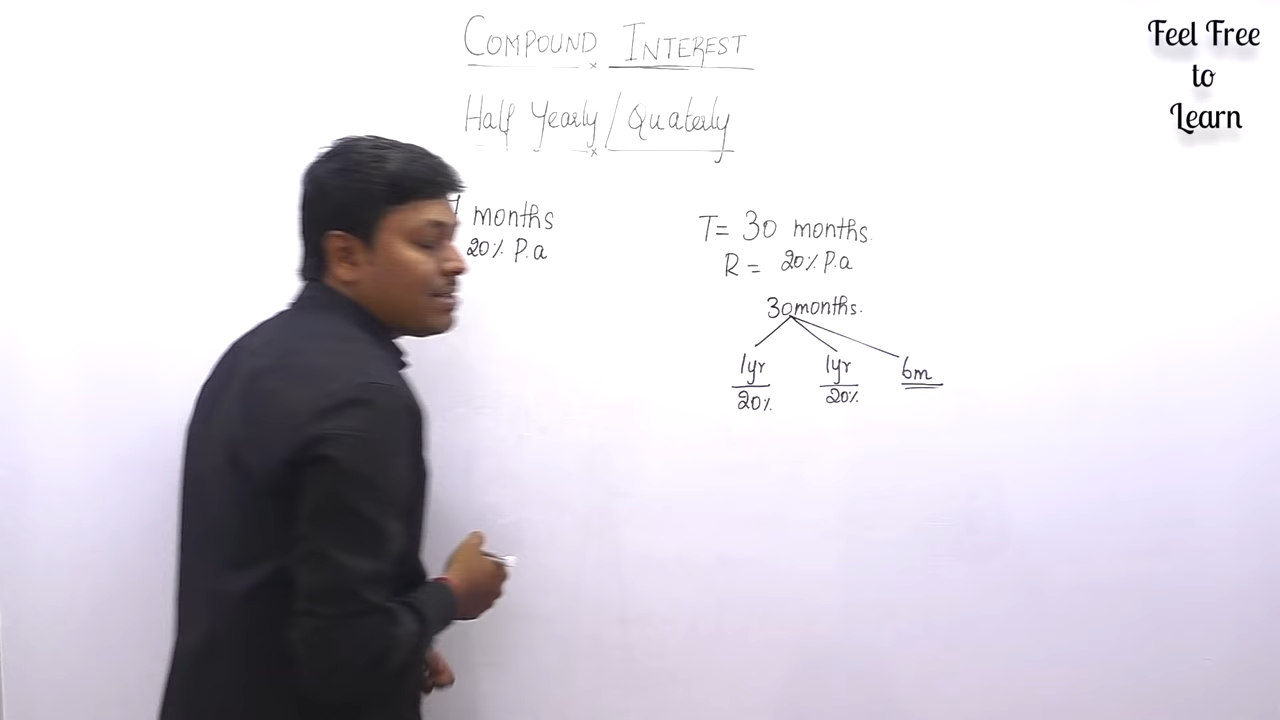 COMPOUND INTEREST
Half Yearly / Quaterly
months
20% P.a
T= 30 months.
R = 20% P.a
30months.
1yr 1yr 6m
20% 20%
Feel Free
to
Learn